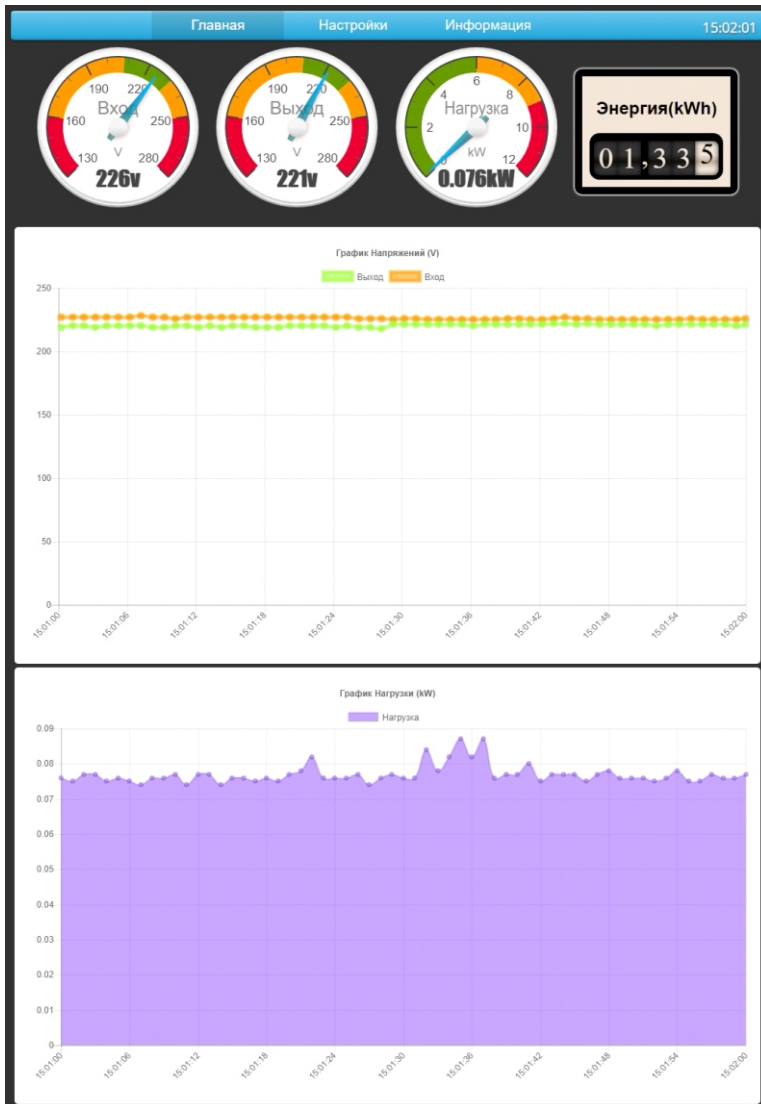 Главная Настройки Информация 15:02:01
130 160 190 220 250 280
Вход
V
226v
130 160 190 220 250 280
Выход
V
221v
0 2 4 6 8 10 12
Нагрузка
kW
0.076kW
Энергия(kWh)
01,335
График Напряжений (V)
Выход Вход
250
200
150
100
50
0
15:01:00 15:01:06 15:01:12 15:01:18 15:01:24 15:01:30 15:01:36 15:01:42 15:01:48 15:01:54 15:02:00
График Нагрузки (kW)
Нагрузка
0.09
0.08
0.07
0.06
0.05
0.04
0.03
0.02
0.01
0
15:01:00 15:01:06 15:01:12 15:01:18 15:01:24 15:01:30 15:01:36 15:01:42 15:01:48 15:01:54 15:02:00